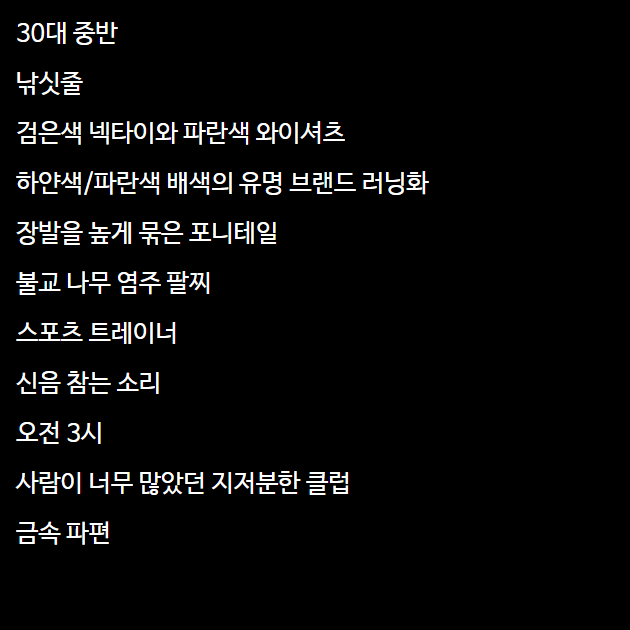 30대 중반
낚싯줄
검은색 넥타이와 파란색 와이셔츠
하얀색/파란색 배색의 유명 브랜드 러닝화
장발을 높게 묶은 포니테일
불교 나무 염주 팔찌
스포츠 트레이너
신음 참는 소리
오전 3시
사람이 너무 많았던 지저분한 클럽
금속 파편